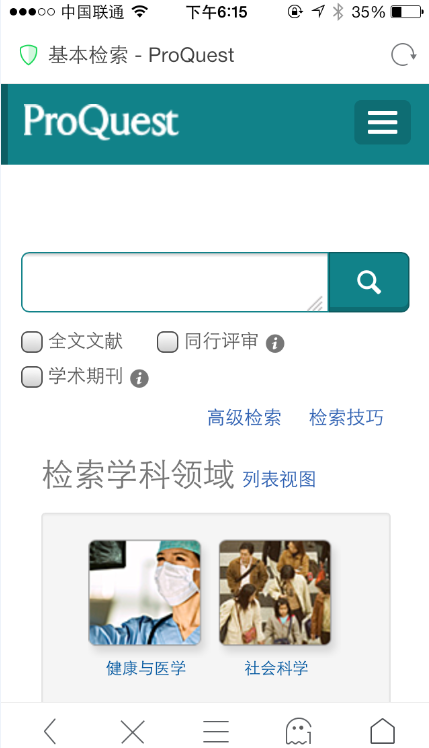 中国联通 下午6:15 35%
基本检索 - ProQuest
ProQuest
全文文献 同行评审
学术期刊
高级检索 检索技巧
检索学科领域 列表视图
健康与医学 社会科学